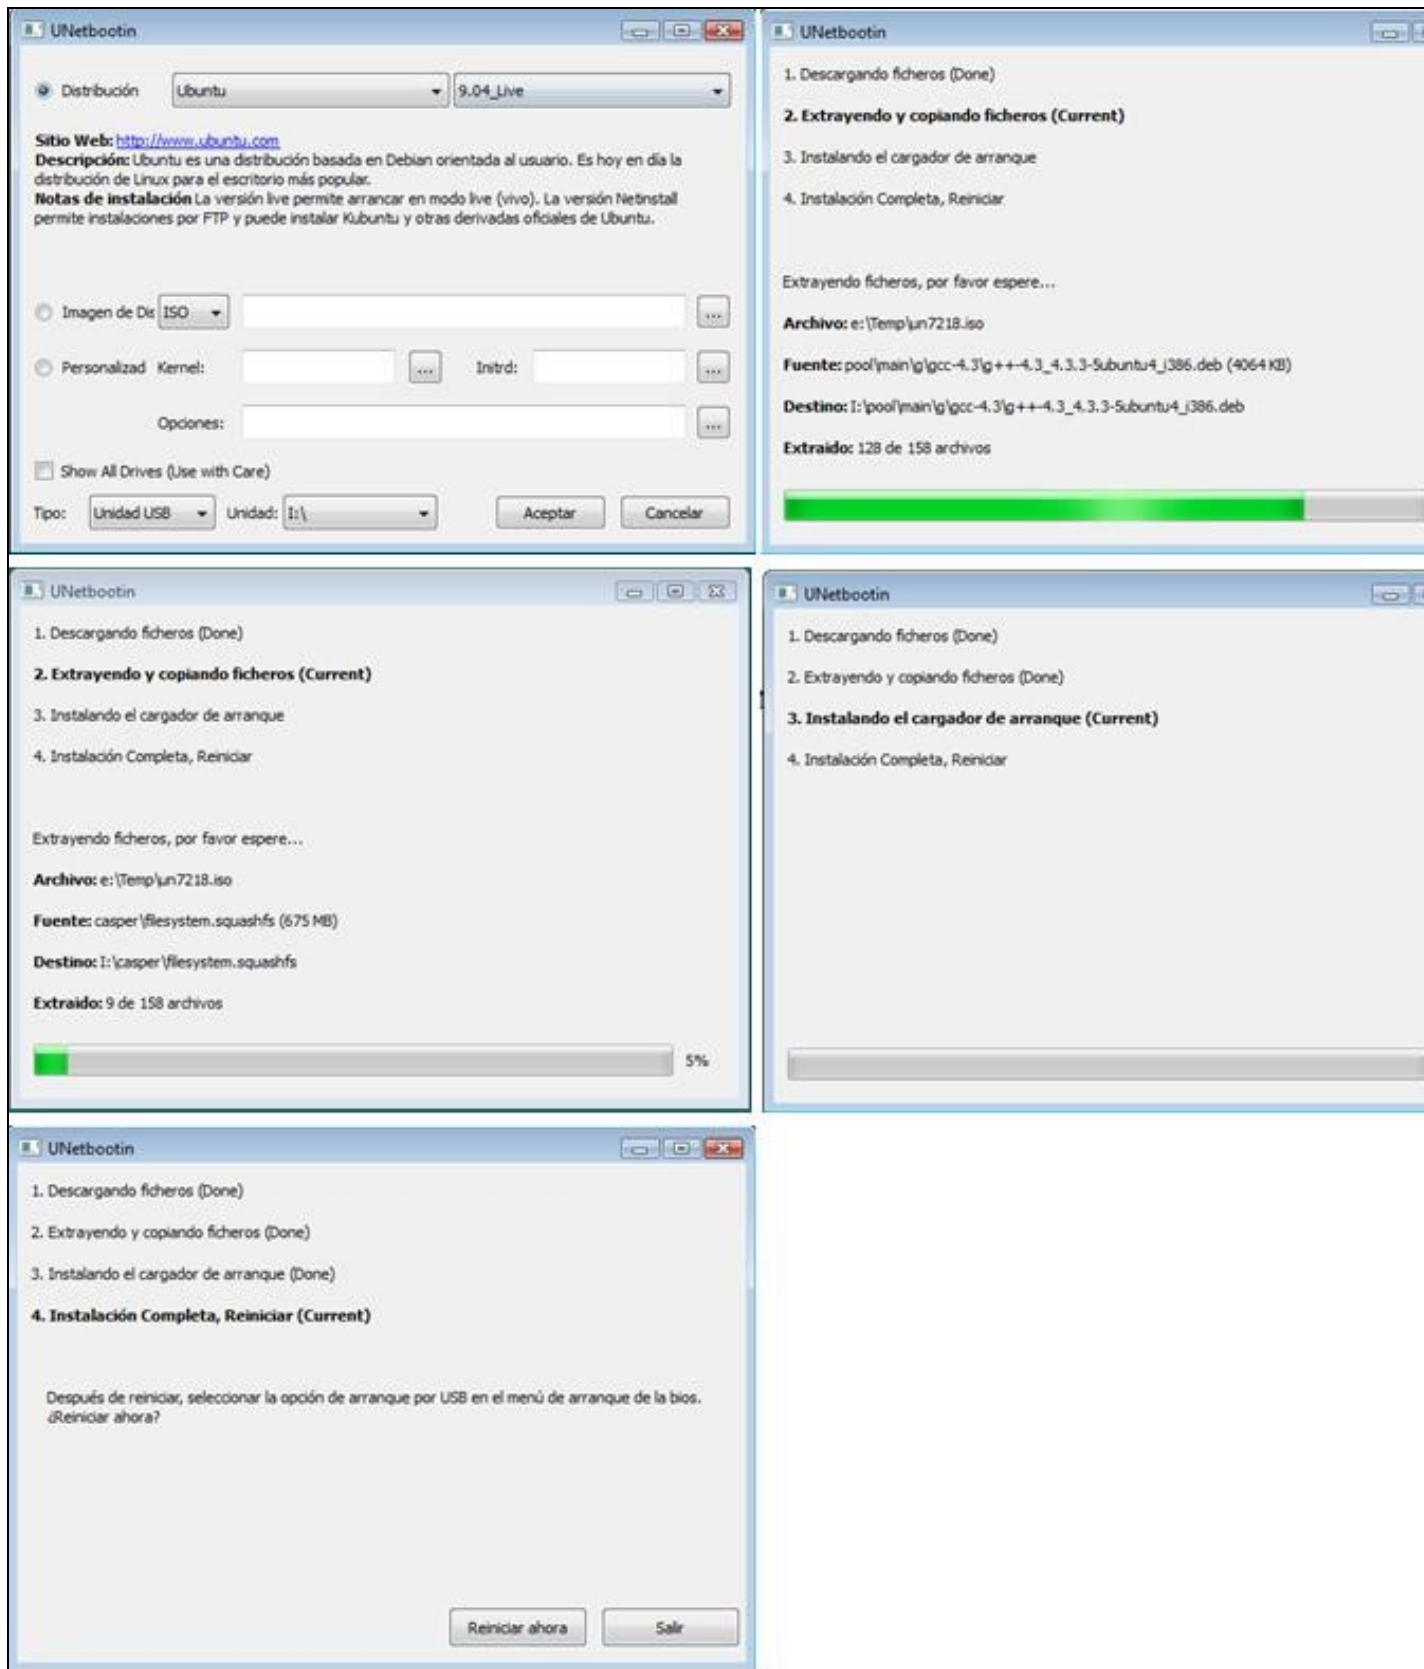 UNetbootin
Distribución Ubuntu 9.04_Live
Sitio Web: http://www.ubuntu.com
Descripción: Ubuntu es una distribución basada en Debian orientada al usuario. Es hoy en día la
distribución de Linux para el escritorio más popular.
Notas de instalación La versión live permite arrancar en modo live (vivo). La versión Netinstall
permite instalaciones por FTP y puede instalar Kubuntu y otras derivadas oficiales de Ubuntu.
Imagen de Dis ISO ...
Personalizad Kernel: ... Initrd: ...
Opciones: ...
Show All Drives (Use with Care)
Tipo: Unidad USB Unidad: I:\ Aceptar Cancelar
UNetbootin
1. Descargando ficheros (Done)
2. Extrayendo y copiando ficheros (Current)
3. Instalando el cargador de arranque
4. Instalación Completa, Reiniciar
Extrayendo ficheros, por favor espere...
Archivo: e:\Temp\un7218.iso
Fuente: pool\main\g\gcc-4.3\g++-4.3_4.3.3-5ubuntu4_i386.deb (4064 KB)
Destino: I:\pool\main\g\gcc-4.3\g++-4.3_4.3.3-5ubuntu4_i386.deb
Extraido: 128 de 158 archivos
UNetbootin
1. Descargando ficheros (Done)
2. Extrayendo y copiando ficheros (Current)
3. Instalando el cargador de arranque
4. Instalación Completa, Reiniciar
Extrayendo ficheros, por favor espere...
Archivo: e:\Temp\un7218.iso
Fuente: casper\filesystem.squashfs (675 MB)
Destino: I:\casper\filesystem.squashfs
Extraido: 9 de 158 archivos
5%
UNetbootin
1. Descargando ficheros (Done)
2. Extrayendo y copiando ficheros (Done)
3. Instalando el cargador de arranque (Current)
4. Instalación Completa, Reiniciar
UNetbootin
1. Descargando ficheros (Done)
2. Extrayendo y copiando ficheros (Done)
3. Instalando el cargador de arranque (Done)
4. Instalación Completa, Reiniciar (Current)
Después de reiniciar, seleccionar la opción de arranque por USB en el menú de arranque de la bios.
¿Reiniciar ahora?
Reiniciar ahora Salir